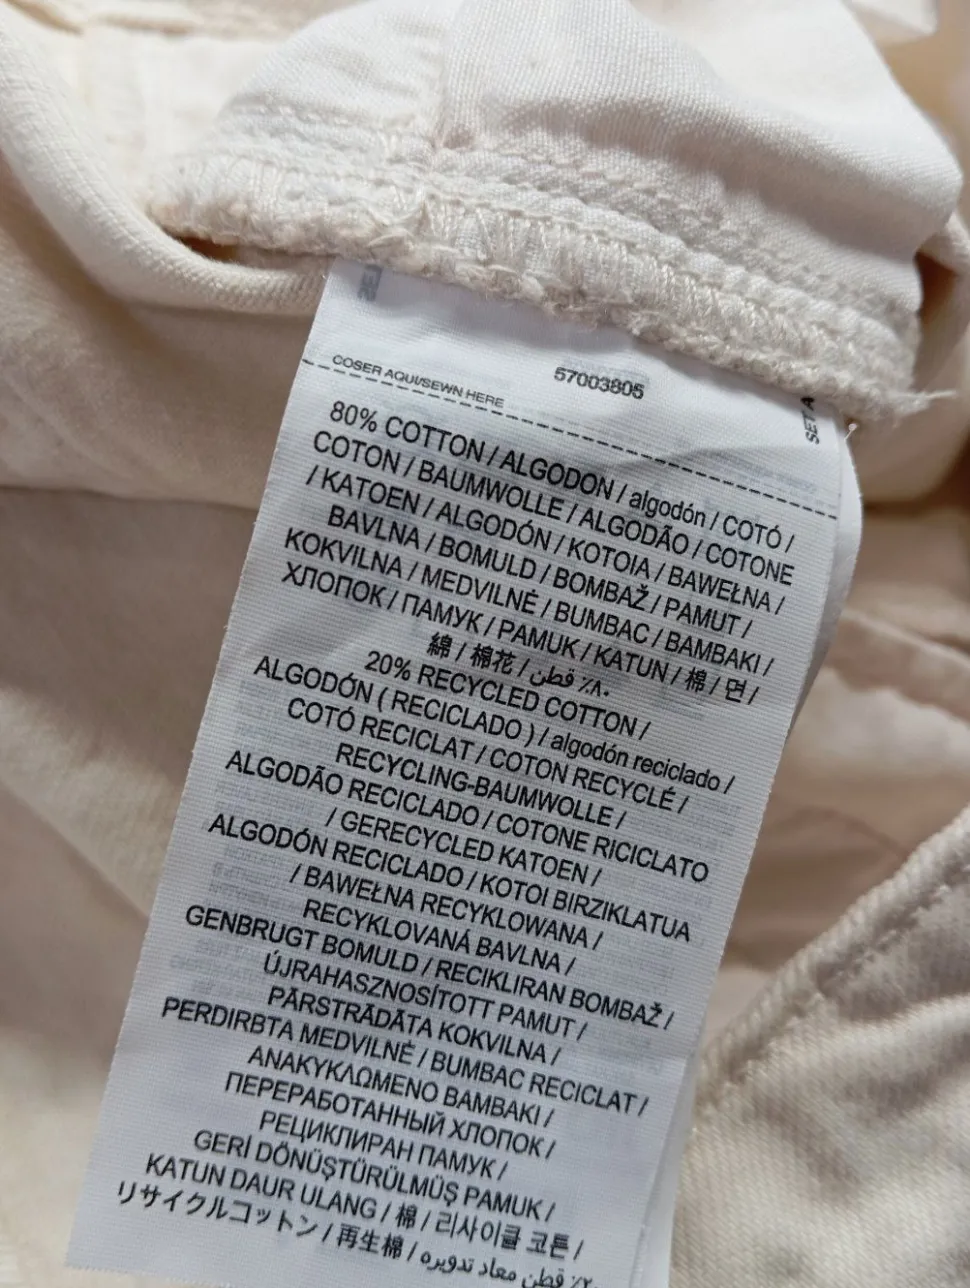 57003805
COSER AQUI/SEWN HERE
SET A
80% COTTON / ALGODON / algodón / COTÓ /
COTON / BAUMWOLLE / ALGODÃO / COTONE
/ KATOEN / ALGODÓN / KOTOIA / BAWEŁNA /
BAVLNA / BOMULD / BOMBAŽ / PAMUT /
KOKVILNA / MEDVILNĖ / BUMBAC / ΒΑΜΒΑΚΙ /
ХЛОПОК / ПАМУК / PAMUK / KATUN / 棉 / 면 /
綿 / 棉花 / ٨٠٪ قطن
20% RECYCLED COTTON /
ALGODÓN ( RECICLADO ) / algodón reciclado /
COTÓ RECICLAT / COTON RECYCLÉ /
RECYCLING-BAUMWOLLE /
ALGODÃO RECICLADO / COTONE RICICLATO
/ GERECYCLED KATOEN /
ALGODÓN RECICLADO / KOTOI BIRZIKLATUA
/ BAWEŁNA RECYKLOWANA /
RECYKLOVANÁ BAVLNA /
GENBRUGT BOMULD / RECIKLIRAN BOMBAŽ /
ÚJRAHASZNOSÍTOTT PAMUT /
PĀRSTRĀDĀTA KOKVILNA /
PERDIRBTA MEDVILNĖ / BUMBAC RECICLAT /
ΑΝΑΚΥΚΛΩΜΕΝΟ ΒΑΜΒΑΚΙ /
ПЕРЕРАБОТАННЫЙ ХЛОПОК /
РЕЦИКЛИРАН ПАМУК /
GERİ DÖNÜŞTÜRÜLMÜŞ PAMUK /
KATUN DAUR ULANG / 棉 / 리사이클 코튼 /
リサイクルコットン / 再生棉 / ٢٠٪ قطن معاد تدويره